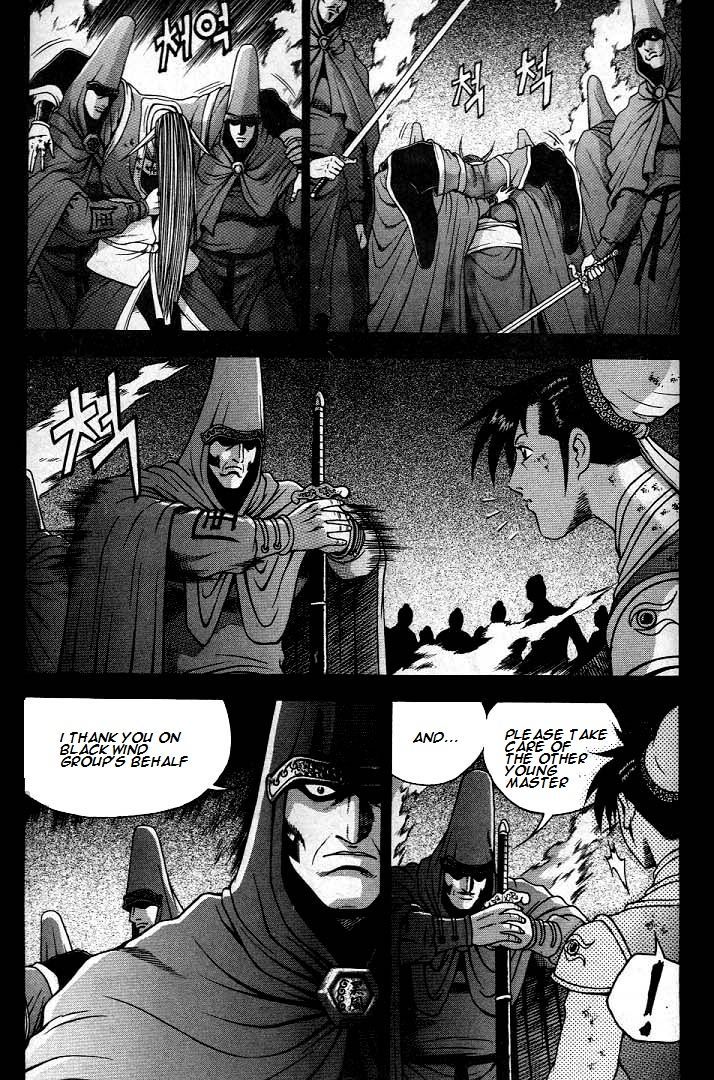 처억
척
척
척
I THANK YOU ON
BLACK WIND
GROUP'S BEHALF
AND...
PLEASE TAKE
CARE OF
THE OTHER
YOUNG
MASTER
!